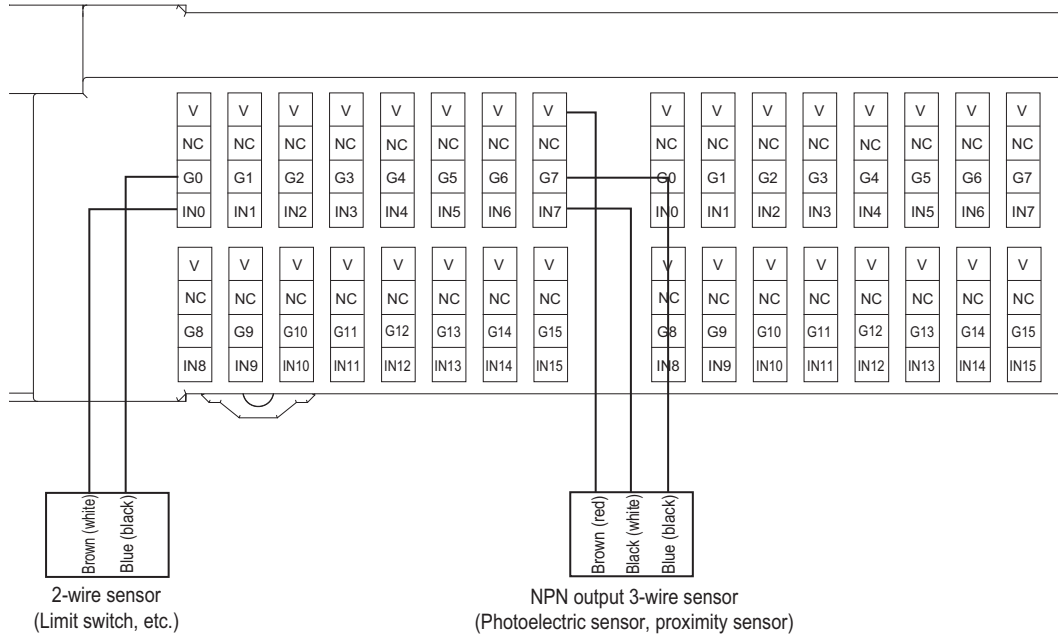 V V V V V V V V V V V V V V V V
NC NC NC NC NC NC NC NC NC NC NC NC NC NC NC NC
G0 G1 G2 G3 G4 G5 G6 G7 G0 G1 G2 G3 G4 G5 G6 G7
IN0 IN1 IN2 IN3 IN4 IN5 IN6 IN7 IN0 IN1 IN2 IN3 IN4 IN5 IN6 IN7
V V V V V V V V V V V V V V V V
NC NC NC NC NC NC NC NC NC NC NC NC NC NC NC NC
G8 G9 G10 G11 G12 G13 G14 G15 G8 G9 G10 G11 G12 G13 G14 G15
IN8 IN9 IN10 IN11 IN12 IN13 IN14 IN15 IN8 IN9 IN10 IN11 IN12 IN13 IN14 IN15
Brown (white)
Blue (black)
2-wire sensor
(Limit switch, etc.)
Brown (red)
Black (white)
Blue (black)
NPN output 3-wire sensor
(Photoelectric sensor, proximity sensor)